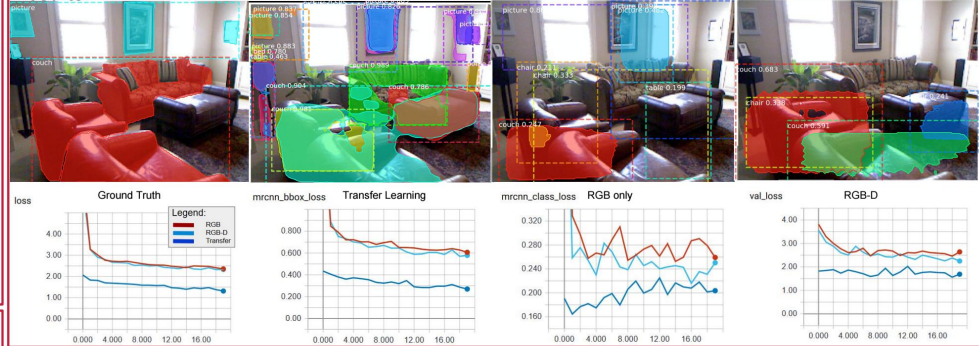 picture
couch
picture 0.837
picture 0.854
picture 0.883
table 0.463
couch 0.904
couch 0.989
couch 0.786
couch 0.981
chair 0.333
table 0.199
couch 0.247
couch 0.683
chair 0.338
couch 0.591
Ground Truth
Transfer Learning
RGB only
RGB-D
loss
4.00
3.00
2.00
1.00
0.00
0.000 4.000 8.000 12.00 16.00
Legend:
RGB
RGB-D
Transfer
mrcnn_bbox_loss
0.800
0.600
0.400
0.200
0.00
0.000 4.000 8.000 12.00 16.00
mrcnn_class_loss
0.320
0.280
0.240
0.200
0.160
0.000 4.000 8.000 12.00 16.00
val_loss
4.00
3.00
2.00
1.00
0.00
0.000 4.000 8.000 12.00 16.00